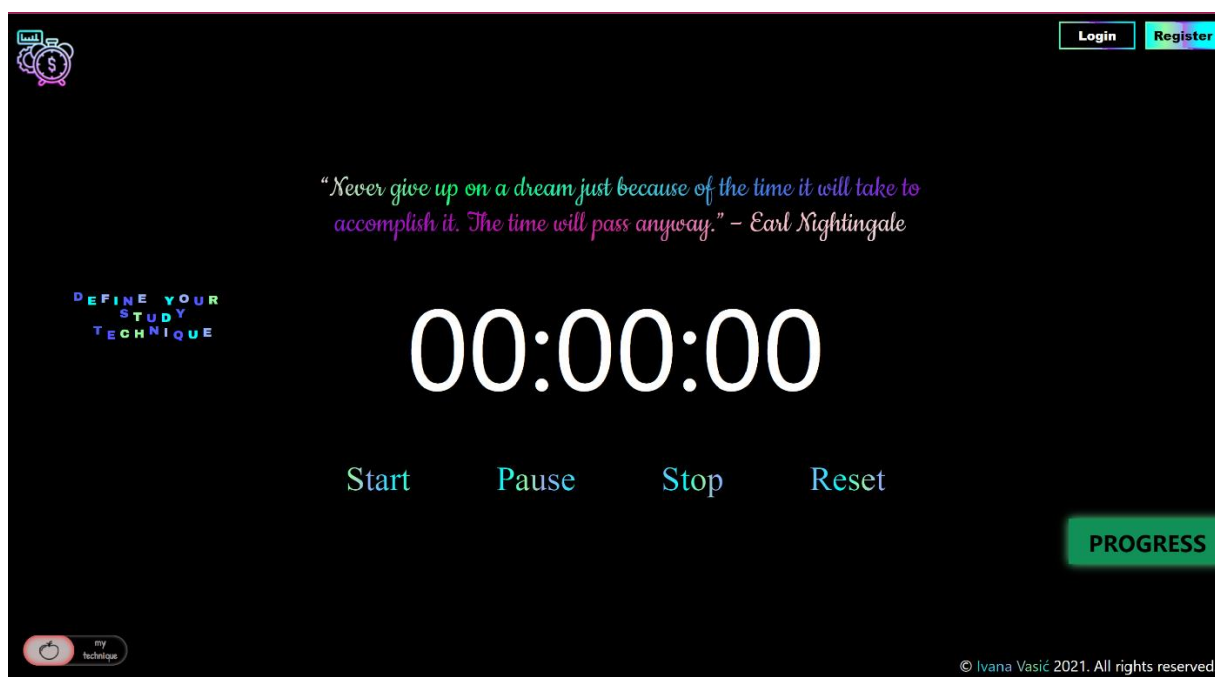 Login
Register
“Never give up on a dream just because of the time it will take to
accomplish it. The time will pass anyway.” – Earl Nightingale
DEFINE YOUR
STUDY
TECHNIQUE
00:00:00
Start Pause Stop Reset
PROGRESS
my
technique
© Ivana Vasić 2021. All rights reserved